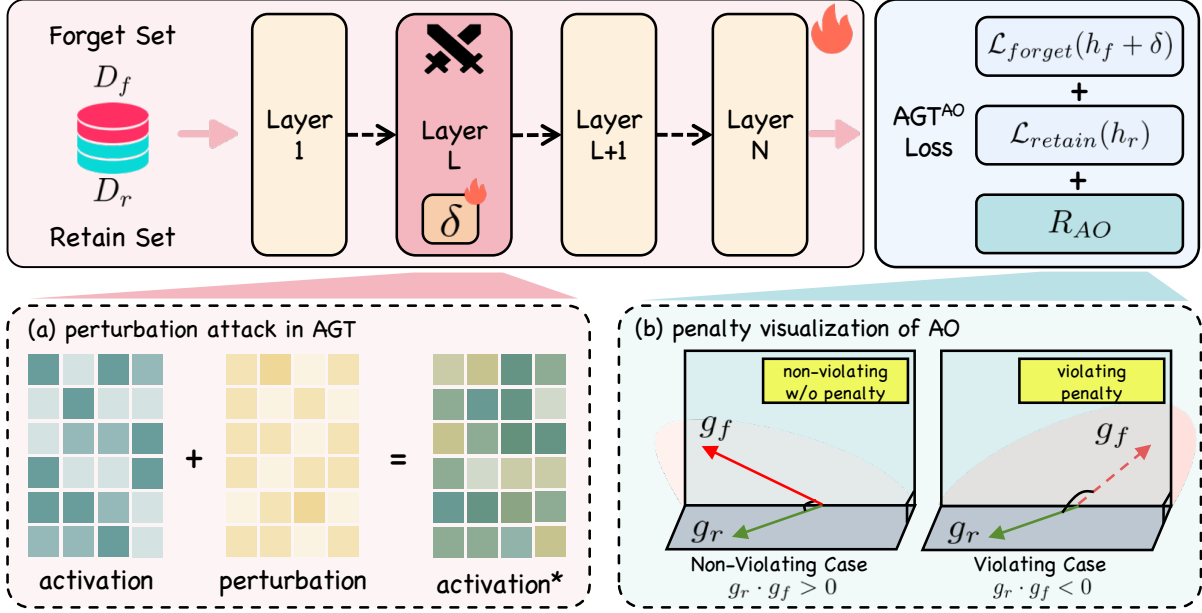 Forget Set
D_f
D_r
Retain Set
Layer
1
Layer
L
δ
Layer
L+1
Layer
N
AGT^AO
Loss
ℒ_forget(h_f + δ)
+
ℒ_retain(h_r)
+
R_AO
(a) perturbation attack in AGT
+
=
activation
perturbation
activation*
(b) penalty visualization of AO
non-violating
w/o penalty
g_f
g_r
Non-Violating Case
g_r · g_f > 0
violating
penalty
g_f
g_r
Violating Case
g_r · g_f < 0